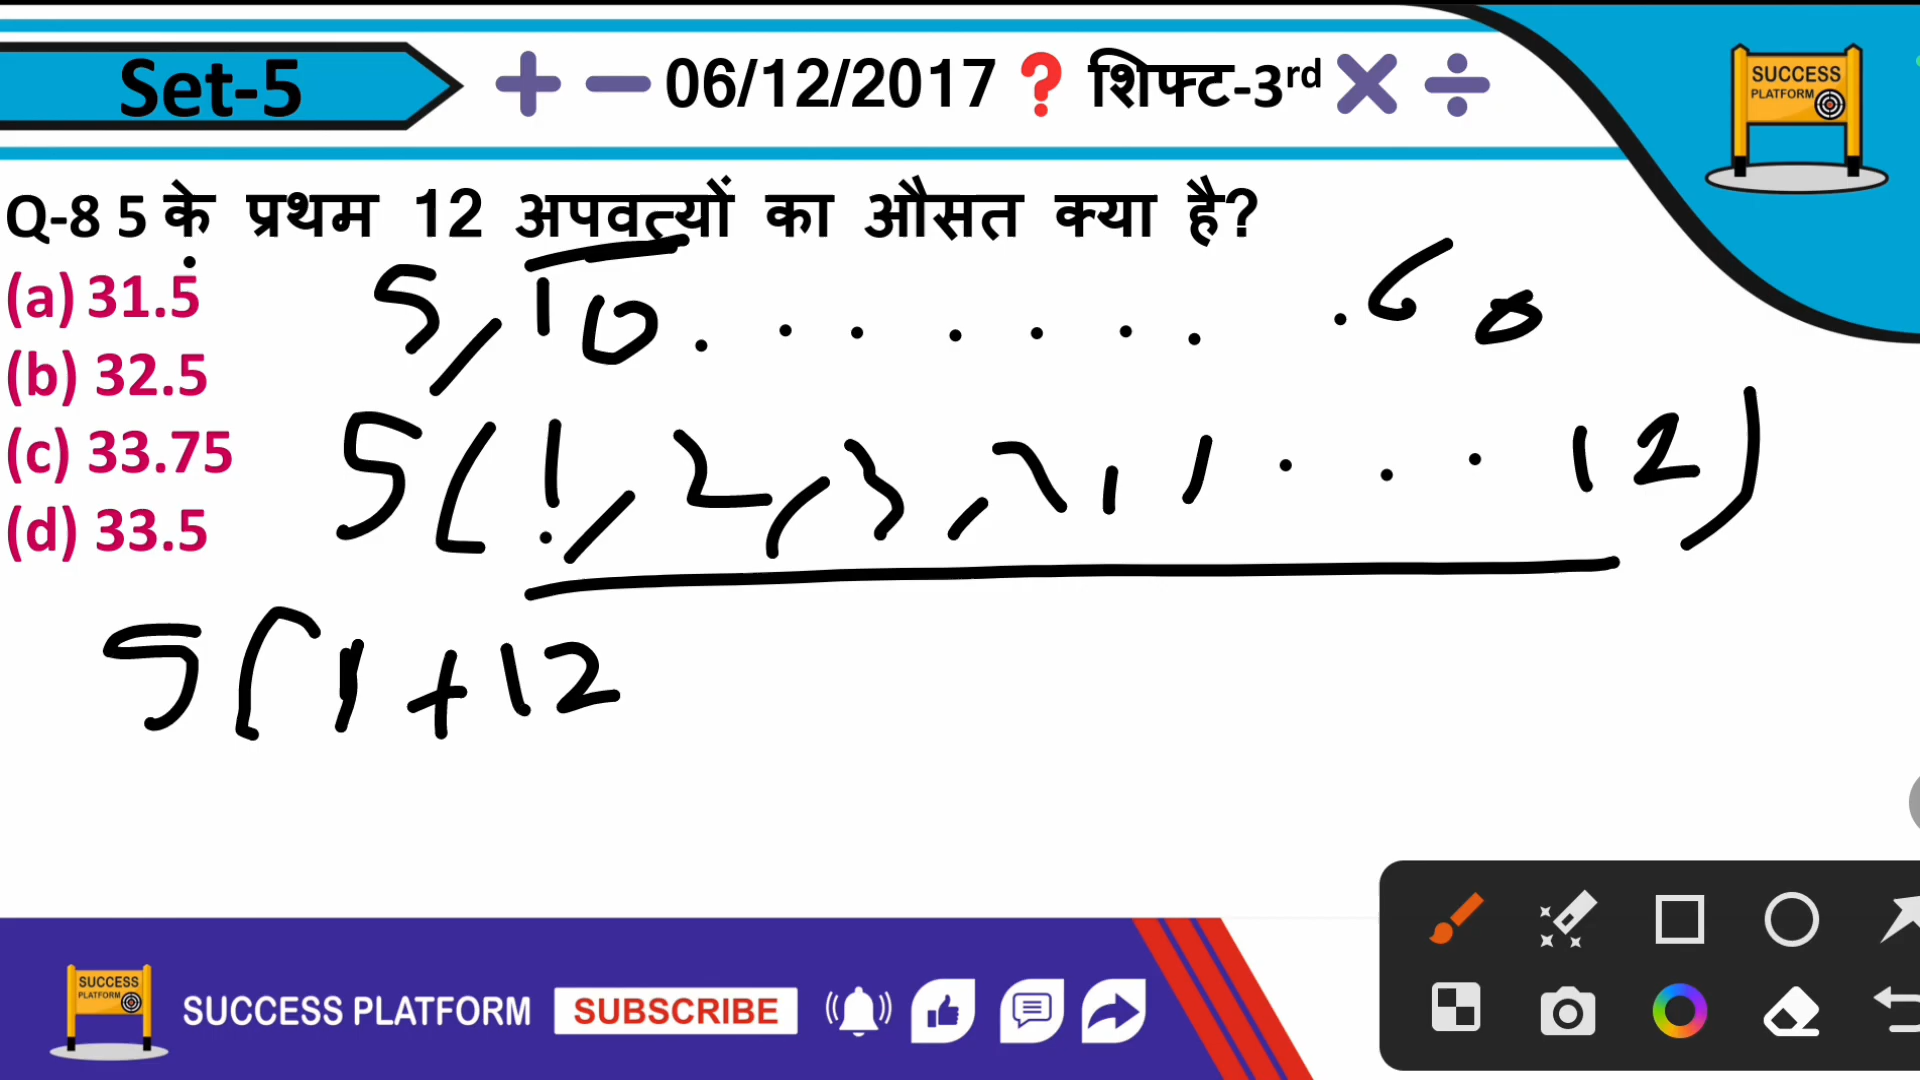 Set-5
+ − 06/12/2017 ❓ शिफ्ट-3rd × ÷
SUCCESS
PLATFORM
Q-8 5 के प्रथम 12 अपवर्त्यों का औसत क्या है?
(a) 31.5
(b) 32.5
(c) 33.75
(d) 33.5
5, 10 . . . . . . . . 60
5(1, 2, 3, . . . 12)
5(1+12
SUCCESS
PLATFORM
SUCCESS PLATFORM
SUBSCRIBE